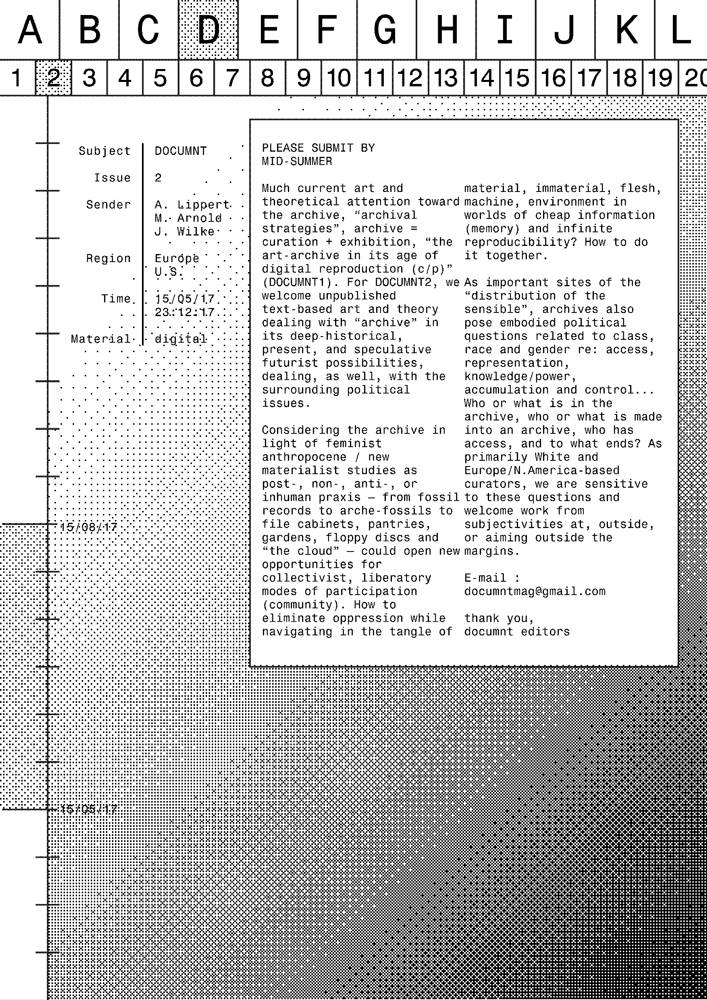 A B C D E F G H I J K L
1 2 3 4 5 6 7 8 9 10 11 12 13 14 15 16 17 18 19 20
Subject DOCUMNT
Issue 2
Sender A. Lippert
M. Arnold
J. Wilke
Region Europe
U.S.
Time 15/05/17
23:12:17
Material digital
15/08/17
15/05/17
PLEASE SUBMIT BY
MID-SUMMER
Much current art and
theoretical attention toward
the archive, “archival
strategies”, archive =
curation + exhibition, “the
art-archive in its age of
digital reproduction (c/p)”
(DOCUMNT1). For DOCUMNT2, we
welcome unpublished
text-based art and theory
dealing with “archive” in
its deep-historical,
present, and speculative
futurist possibilities,
dealing, as well, with the
surrounding political
issues.
Considering the archive in
light of feminist
anthropocene / new
materialist studies as
post-, non-, anti-, or
inhuman praxis — from fossil
records to arche-fossils to
file cabinets, pantries,
gardens, floppy discs and
“the cloud” — could open new
opportunities for
collectivist, liberatory
modes of participation
(community). How to
eliminate oppression while
navigating in the tangle of
material, immaterial, flesh,
machine, environment in
worlds of cheap information
(memory) and infinite
reproducibility? How to do
it together.
As important sites of the
“distribution of the
sensible”, archives also
pose embodied political
questions related to class,
race and gender re: access,
representation,
knowledge/power,
accumulation and control...
Who or what is in the
archive, who or what is made
into an archive, who has
access, and to what ends? As
primarily White and
Europe/N.America-based
curators, we are sensitive
to these questions and
welcome work from
subjectivities at, outside,
or aiming outside the
margins.
E-mail :
documntmag@gmail.com
thank you,
documnt editors